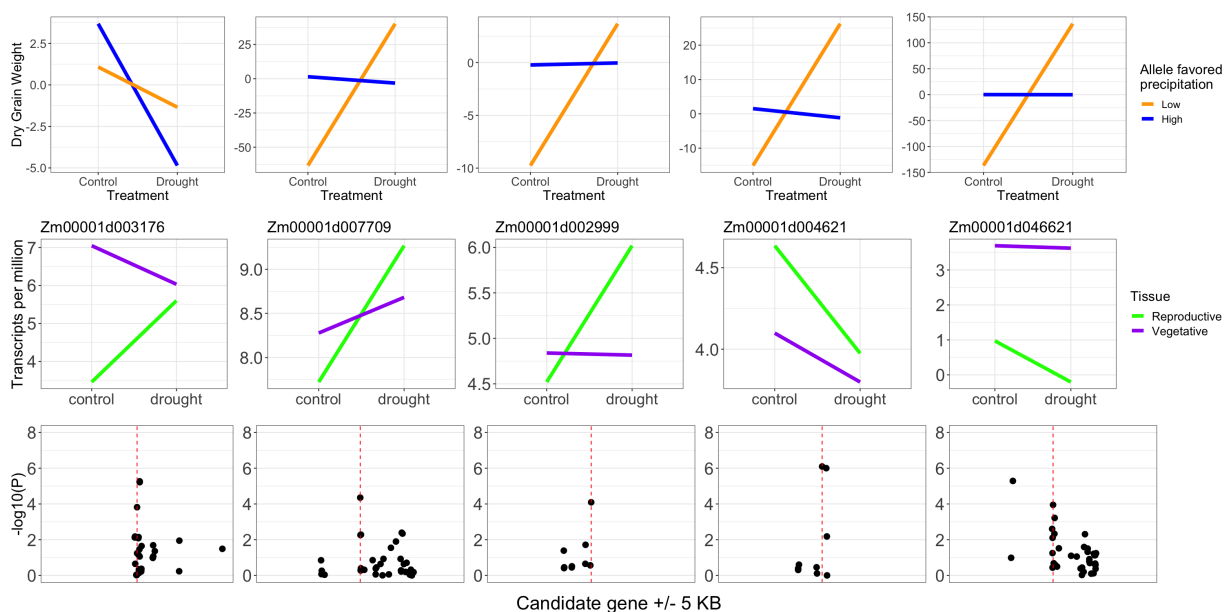 Dry Grain Weight
2.5
0.0
-2.5
-5.0
Control Drought
Treatment
25
0
-25
-50
Control Drought
Treatment
0
-5
-10
Control Drought
Treatment
20
10
0
-10
Control Drought
Treatment
150
100
50
0
-50
-100
-150
Control Drought
Treatment
Allele favored
precipitation
Low
High
Transcripts per million
Zm00001d003176
7
6
5
4
control drought
Zm00001d007709
9.0
8.5
8.0
control drought
Zm00001d002999
6.0
5.5
5.0
4.5
control drought
Zm00001d004621
4.5
4.0
control drought
Zm00001d046621
3
2
1
0
control drought
Tissue
Reproductive
Vegetative
-log10(P)
8
6
4
2
0
8
6
4
2
0
8
6
4
2
0
8
6
4
2
0
8
6
4
2
0
Candidate gene +/- 5 KB